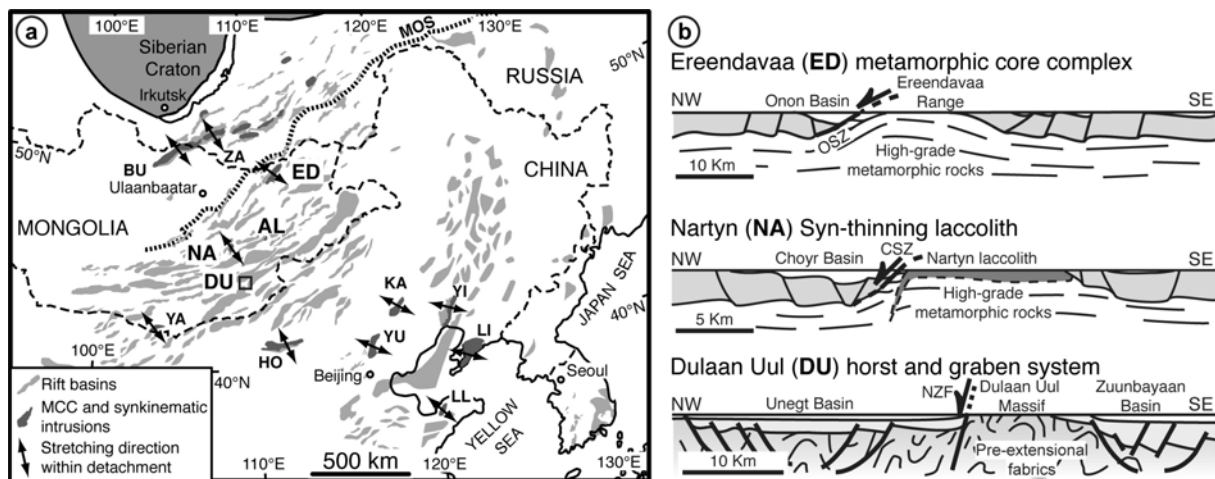 a
100°E 110°E 120°E 130°E
MOS
50°N
Siberian
Craton
Irkutsk
RUSSIA
50°N
BU
ZA
Ulaanbaatar
ED
CHINA
MONGOLIA
AL
NA
DU
JAPAN SEA
KA
YI
40°N
YA
YU
LI
100°E
HO
Beijing
Seoul
40°N
LL
YELLOW
SEA
Rift basins
MCC and synkinematic
intrusions
Stretching direction
within detachment
110°E
500 km
120°E
130°E
b
Ereendavaa (ED) metamorphic core complex
NW
Onon Basin
Ereendavaa
Range
SE
OSZ
High-grade
metamorphic rocks
10 Km
Nartyn (NA) Syn-thinning laccolith
NW
Choyr Basin
CSZ
Nartyn laccolith
SE
High-grade
metamorphic rocks
5 Km
Dulaan Uul (DU) horst and graben system
NW
Unegt Basin
NZF
Dulaan Uul
Massif
Zuunbayaan
Basin
SE
Pre-extensional
fabrics
10 Km